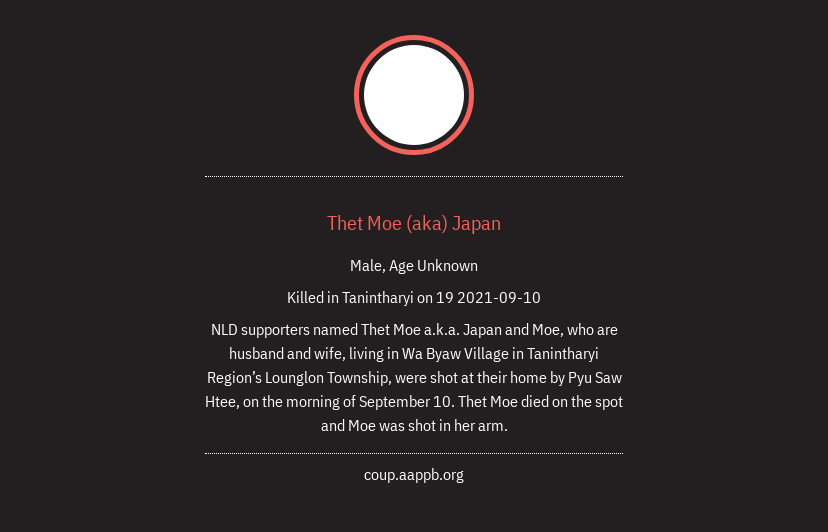 Thet Moe (aka) Japan
Male, Age Unknown
Killed in Tanintharyi on 19 2021-09-10
NLD supporters named Thet Moe a.k.a. Japan and Moe, who are
husband and wife, living in Wa Byaw Village in Tanintharyi
Region’s Lounglon Township, were shot at their home by Pyu Saw
Htee, on the morning of September 10. Thet Moe died on the spot
and Moe was shot in her arm.
coup.aappb.org